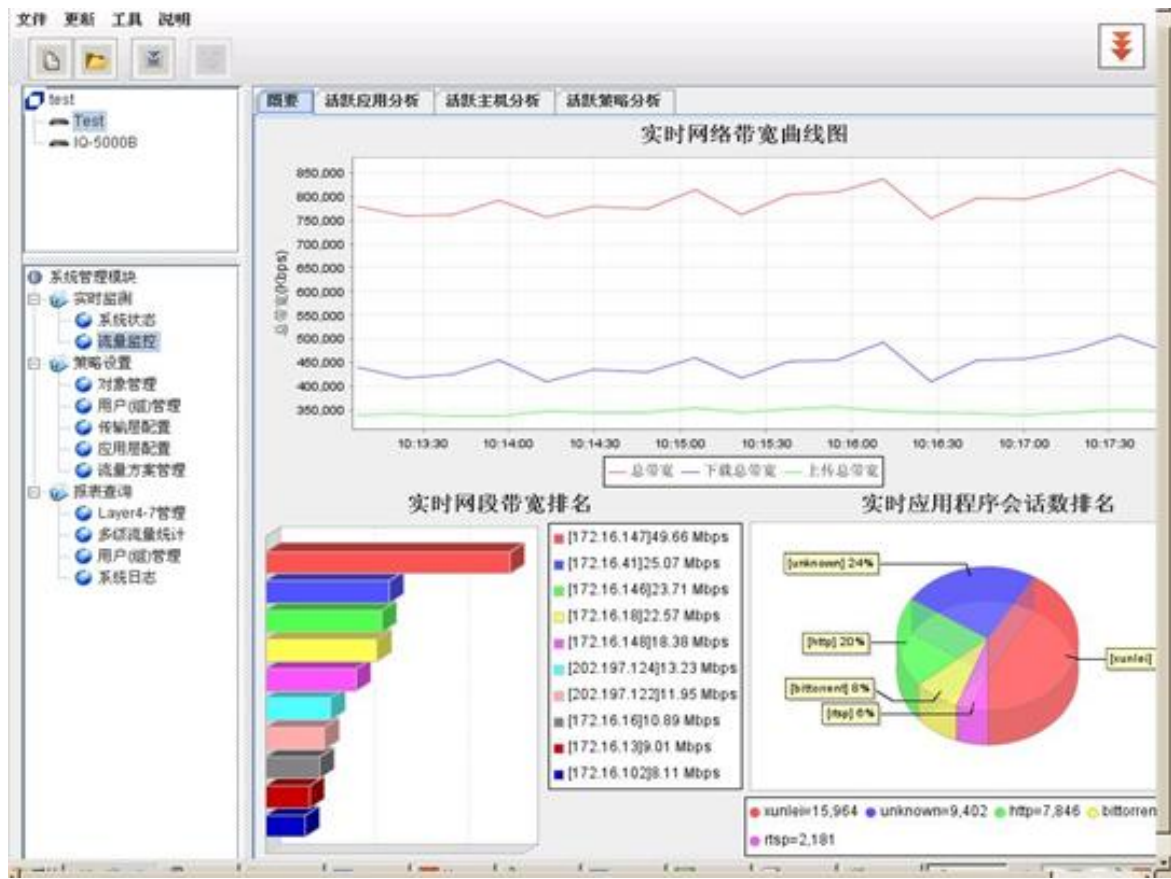 文件 更新 工具 说明
test
Test
IQ-5000B
系统管理模块
实时监测
系统状态
流量监控
策略设置
对象管理
用户(组)管理
传输层配置
应用层配置
流量方案管理
报表查询
Layer4-7管理
用户(组)管理
系统日志
概要 活跃应用分析 活跃主机分析 活跃策略分析
实时网络带宽曲线图
总带宽(Kbps)
850,000
800,000
750,000
700,000
650,000
600,000
550,000
500,000
450,000
400,000
350,000
10:13:30 10:14:00 10:14:30 10:15:00 10:15:30 10:16:00 10:16:30 10:17:00 10:17:30
总带宽 下载总带宽 上传总带宽
实时网段带宽排名
[172.16.147]49.66 Mbps
[172.16.41]25.07 Mbps
[172.16.146]23.71 Mbps
[172.16.18]22.57 Mbps
[172.16.148]18.38 Mbps
[202.197.124]13.23 Mbps
[202.197.122]11.95 Mbps
[172.16.16]10.89 Mbps
[172.16.13]9.01 Mbps
[172.16.102]8.11 Mbps
实时应用程序会话数排名
[unknown] 24%
[http] 20%
[bittorrent] 8%
[rtsp] 6%
[xunlei]
xunlei=15,964 unknown=9,402 http=7,846 bittorren
rtsp=2,181